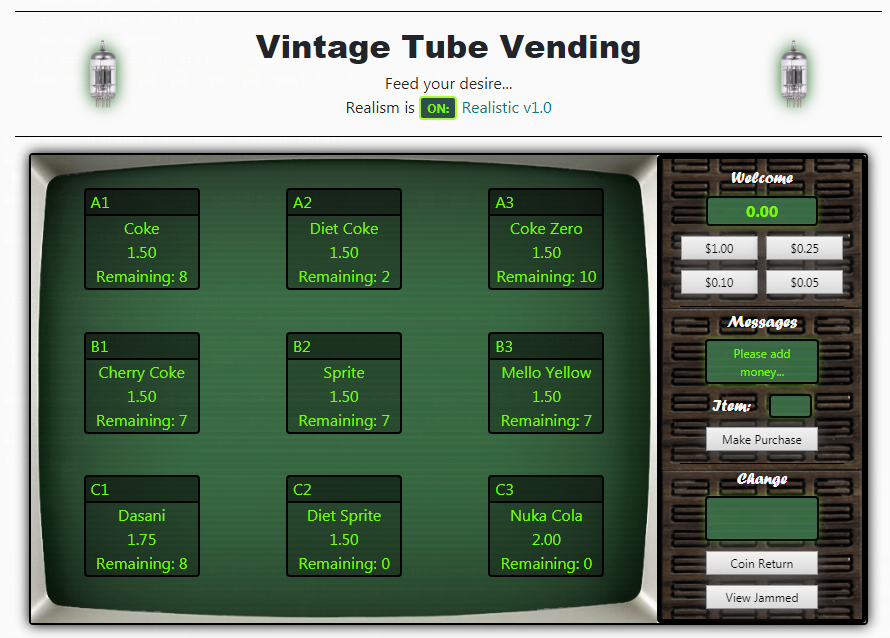 Vintage Tube Vending
Feed your desire...
Realism is ON: Realistic v1.0
A1
Coke
1.50
Remaining: 8
A2
Diet Coke
1.50
Remaining: 2
A3
Coke Zero
1.50
Remaining: 10
B1
Cherry Coke
1.50
Remaining: 7
B2
Sprite
1.50
Remaining: 7
B3
Mello Yellow
1.50
Remaining: 7
C1
Dasani
1.75
Remaining: 8
C2
Diet Sprite
1.50
Remaining: 0
C3
Nuka Cola
2.00
Remaining: 0
Welcome
0.00
$1.00 $0.25
$0.10 $0.05
Messages
Please add
money...
Item:
Make Purchase
Change
Coin Return
View Jammed